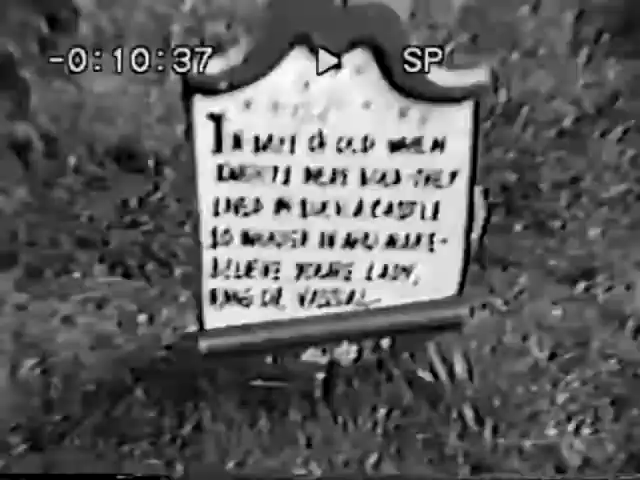 -0:10:37 SP
IN DAYS OF OLD WHEN
KNIGHTS WERE BOLD THEY
LIVED IN SUCH A CASTLE
SO WANDER IN AND MAKE-
BELIEVE YOU'RE LADY,
KING OR VASSAL